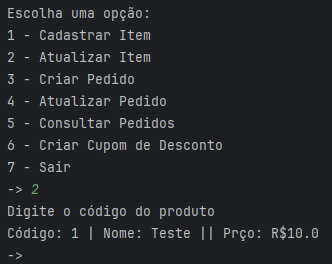 Escolha uma opção:
1 - Cadastrar Item
2 - Atualizar Item
3 - Criar Pedido
4 - Atualizar Pedido
5 - Consultar Pedidos
6 - Criar Cupom de Desconto
7 - Sair
-> 2
Digite o código do produto
Código: 1 | Nome: Teste || Prço: R$10.0
->